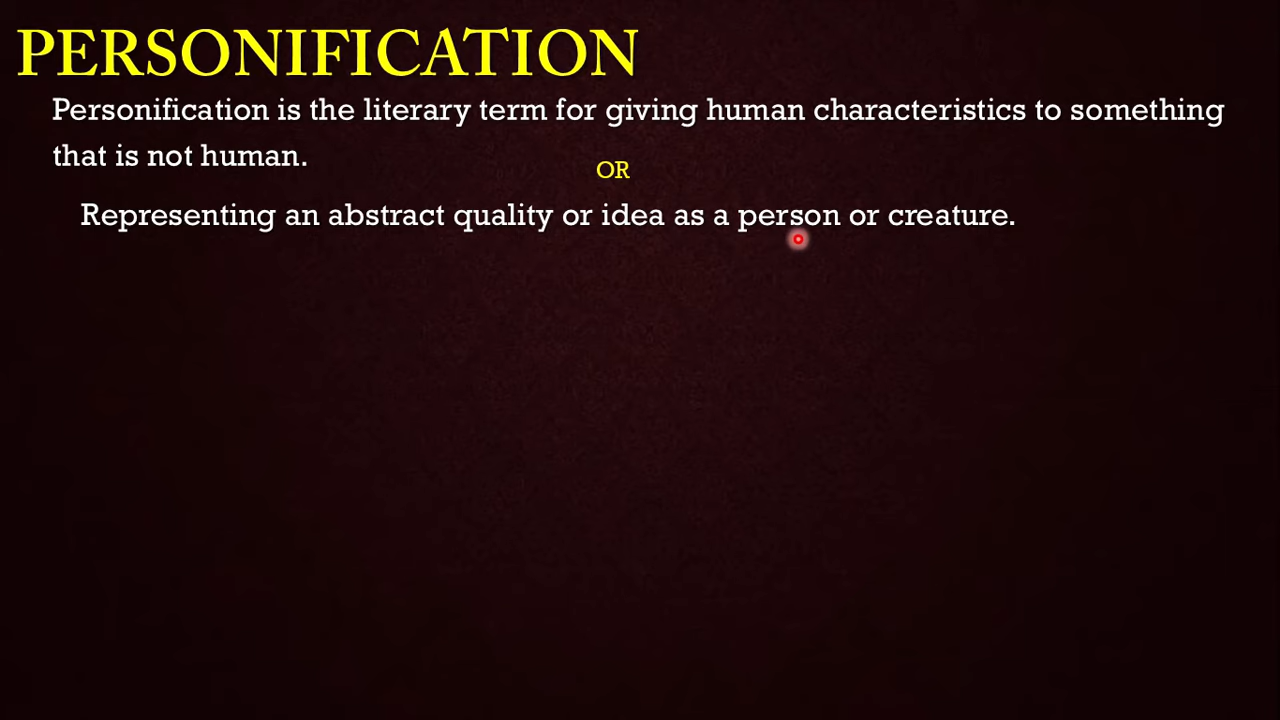 PERSONIFICATION
Personification is the literary term for giving human characteristics to something
that is not human.
OR
Representing an abstract quality or idea as a person or creature.